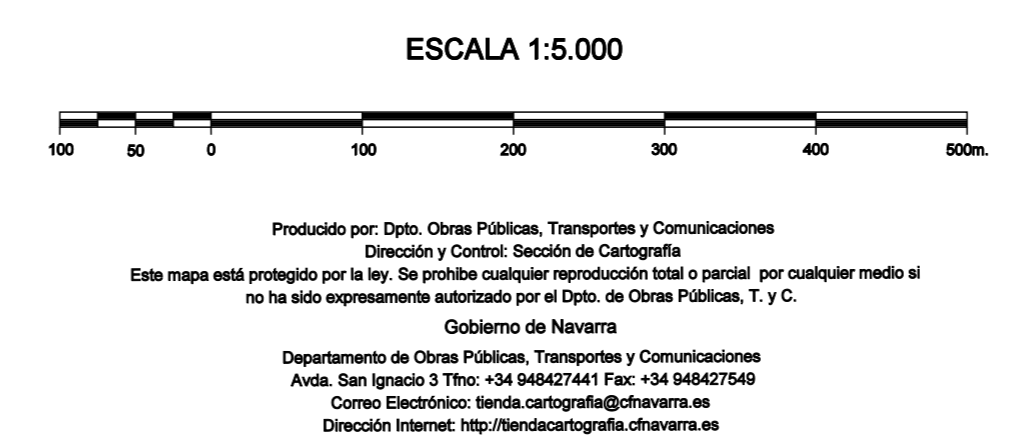 ESCALA 1:5.000
100 50 0 100 200 300 400 500m.
Producido por: Dpto. Obras Públicas, Transportes y Comunicaciones
Dirección y Control: Sección de Cartografía
Este mapa está protegido por la ley. Se prohibe cualquier reproducción total o parcial por cualquier medio si
no ha sido expresamente autorizado por el Dpto. de Obras Públicas, T. y C.
Gobierno de Navarra
Departamento de Obras Públicas, Transportes y Comunicaciones
Avda. San Ignacio 3 Tfno: +34 948427441 Fax: +34 948427549
Correo Electrónico: tienda.cartografia@cfnavarra.es
Dirección Internet: http://tiendacartografia.cfnavarra.es